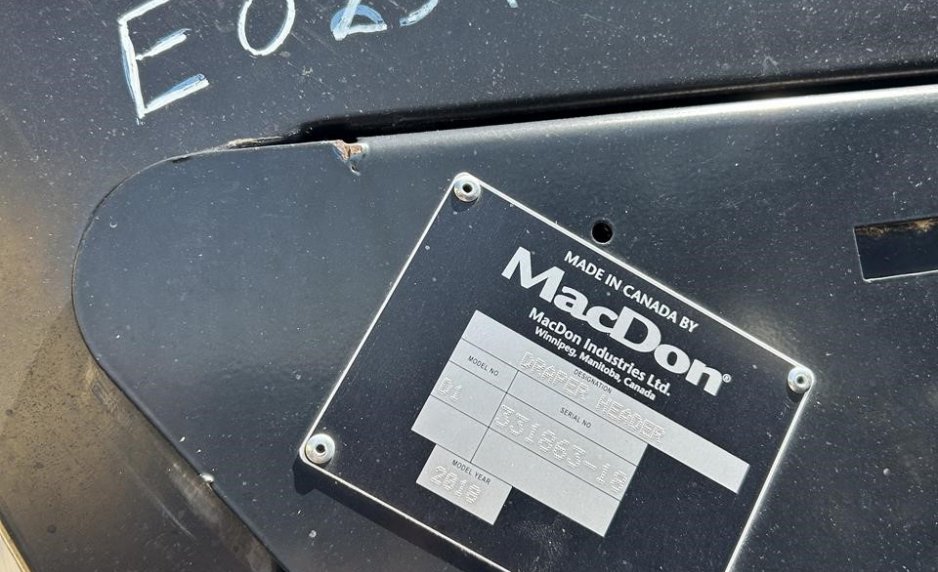 MADE IN CANADA BY
MacDon®
MacDon Industries Ltd.
Winnipeg, Manitoba, Canada
DESIGNATION
DRAPER HEADER
MODEL NO
SERIAL NO
331863-18
MODEL YEAR
2018